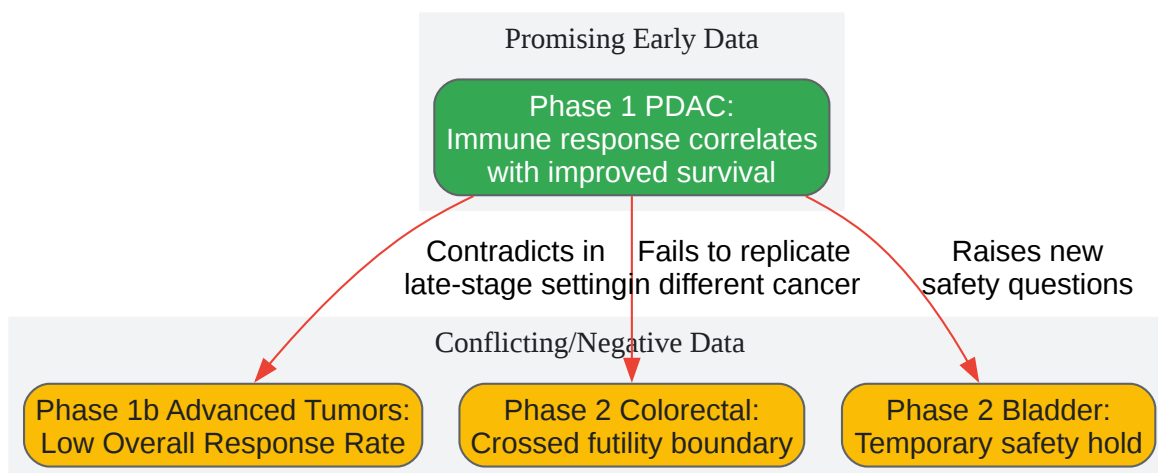 Promising Early Data
Phase 1 PDAC:
Immune response correlates
with improved survival
Contradicts in
late-stage setting
Fails to replicate
in different cancer
Raises new
safety questions
Conflicting/Negative Data
Phase 1b Advanced Tumors:
Low Overall Response Rate
Phase 2 Colorectal:
Crossed futility boundary
Phase 2 Bladder:
Temporary safety hold